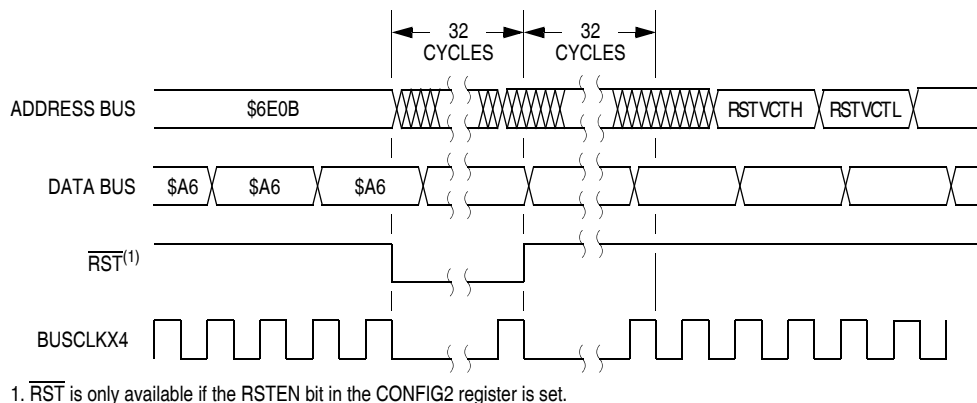 32
CYCLES
32
CYCLES
ADDRESS BUS
$6E0B
RSTVCTH
RSTVCTL
DATA BUS
$A6
$A6
$A6
RST(1)
BUSCLKX4
1. RST is only available if the RSTEN bit in the CONFIG2 register is set.